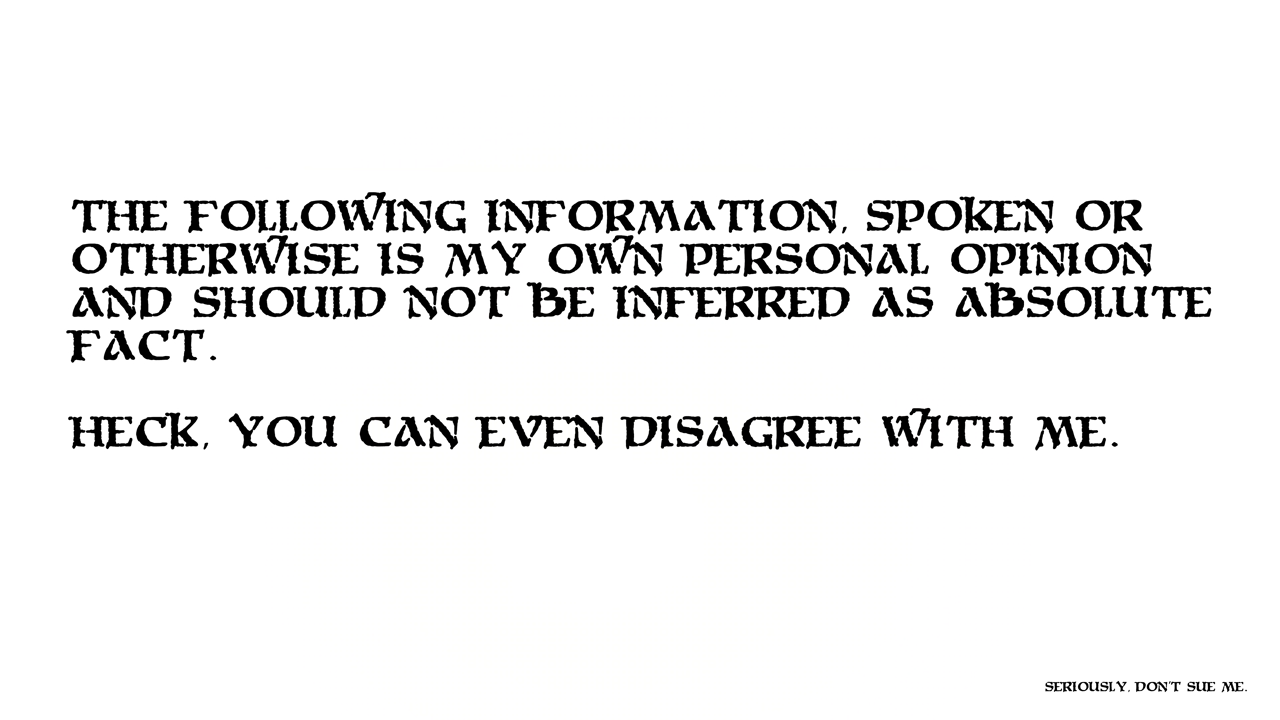 THE FOLLOWING INFORMATION, SPOKEN OR
OTHERWISE IS MY OWN PERSONAL OPINION
AND SHOULD NOT BE INFERRED AS ABSOLUTE
FACT.
HECK, YOU CAN EVEN DISAGREE WITH ME.
SERIOUSLY, DON'T SUE ME.